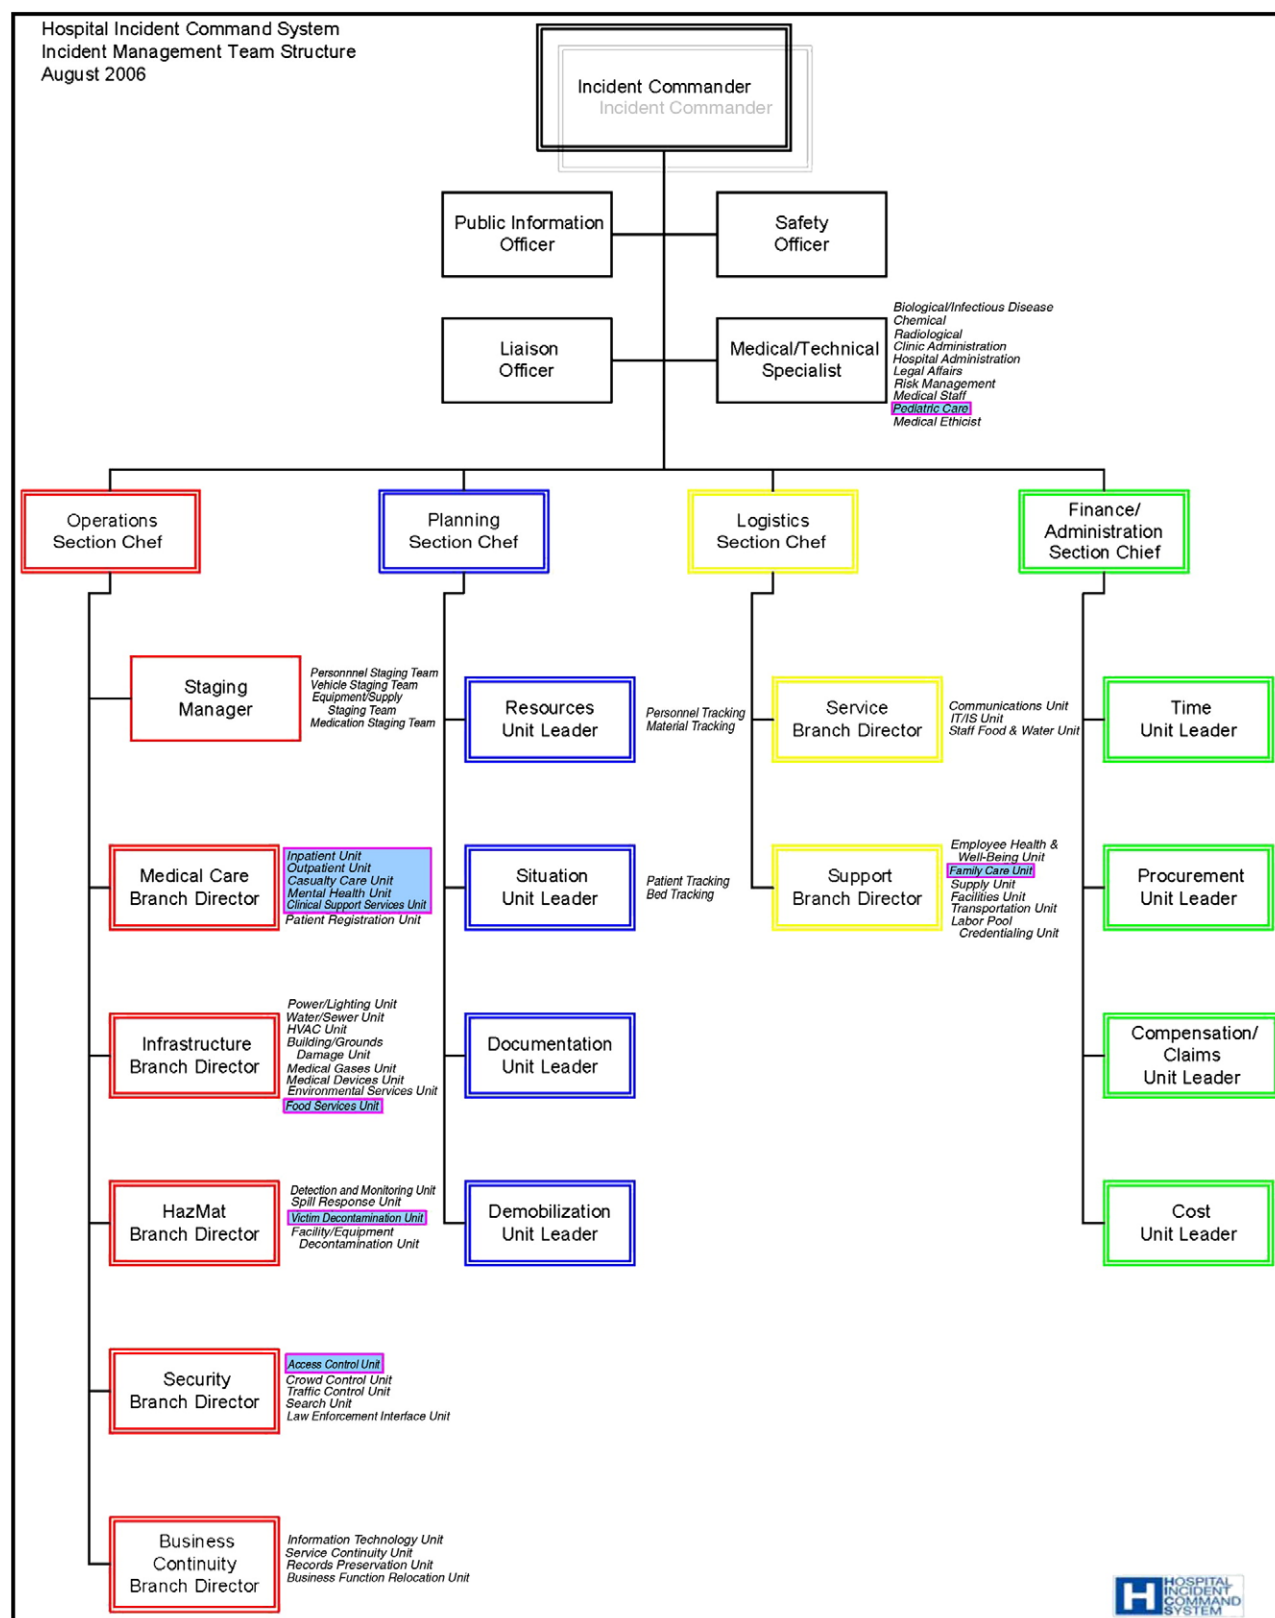 Hospital Incident Command System
Incident Management Team Structure
August 2006
Incident Commander
Incident Commander
Public Information
Officer
Safety
Officer
Liaison
Officer
Medical/Technical
Specialist
Biological/Infectious Disease
Chemical
Radiological
Clinic Administration
Hospital Administration
Legal Affairs
Risk Management
Medical Staff
Pediatric Care
Medical Ethicist
Operations
Section Chef
Planning
Section Chef
Logistics
Section Chef
Finance/
Administration
Section Chief
Staging
Manager
Personnnel Staging Team
Vehicle Staging Team
Equipment/Supply
Staging Team
Medication Staging Team
Resources
Unit Leader
Personnel Tracking
Material Tracking
Service
Branch Director
Communications Unit
IT/IS Unit
Staff Food & Water Unit
Time
Unit Leader
Medical Care
Branch Director
Inpatient Unit
Outpatient Unit
Casualty Care Unit
Mental Health Unit
Clinical Support Services Unit
Patient Registration Unit
Situation
Unit Leader
Patient Tracking
Bed Tracking
Support
Branch Director
Employee Health &
Well-Being Unit
Family Care Unit
Supply Unit
Facilities Unit
Transportation Unit
Labor Pool
Credentialing Unit
Procurement
Unit Leader
Infrastructure
Branch Director
Power/Lighting Unit
Water/Sewer Unit
HVAC Unit
Building/Grounds
Damage Unit
Medical Gases Unit
Medical Devices Unit
Environmental Services Unit
Food Services Unit
Documentation
Unit Leader
Compensation/
Claims
Unit Leader
HazMat
Branch Director
Detection and Monitoring Unit
Spill Response Unit
Victim Decontamination Unit
Facility/Equipment
Decontamination Unit
Demobilization
Unit Leader
Cost
Unit Leader
Security
Branch Director
Access Control Unit
Crowd Control Unit
Traffic Control Unit
Search Unit
Law Enforcement Interface Unit
Business
Continuity
Branch Director
Information Technology Unit
Service Continuity Unit
Records Preservation Unit
Business Function Relocation Unit
H
HOSPITAL
INCIDENT
COMMAND
SYSTEM